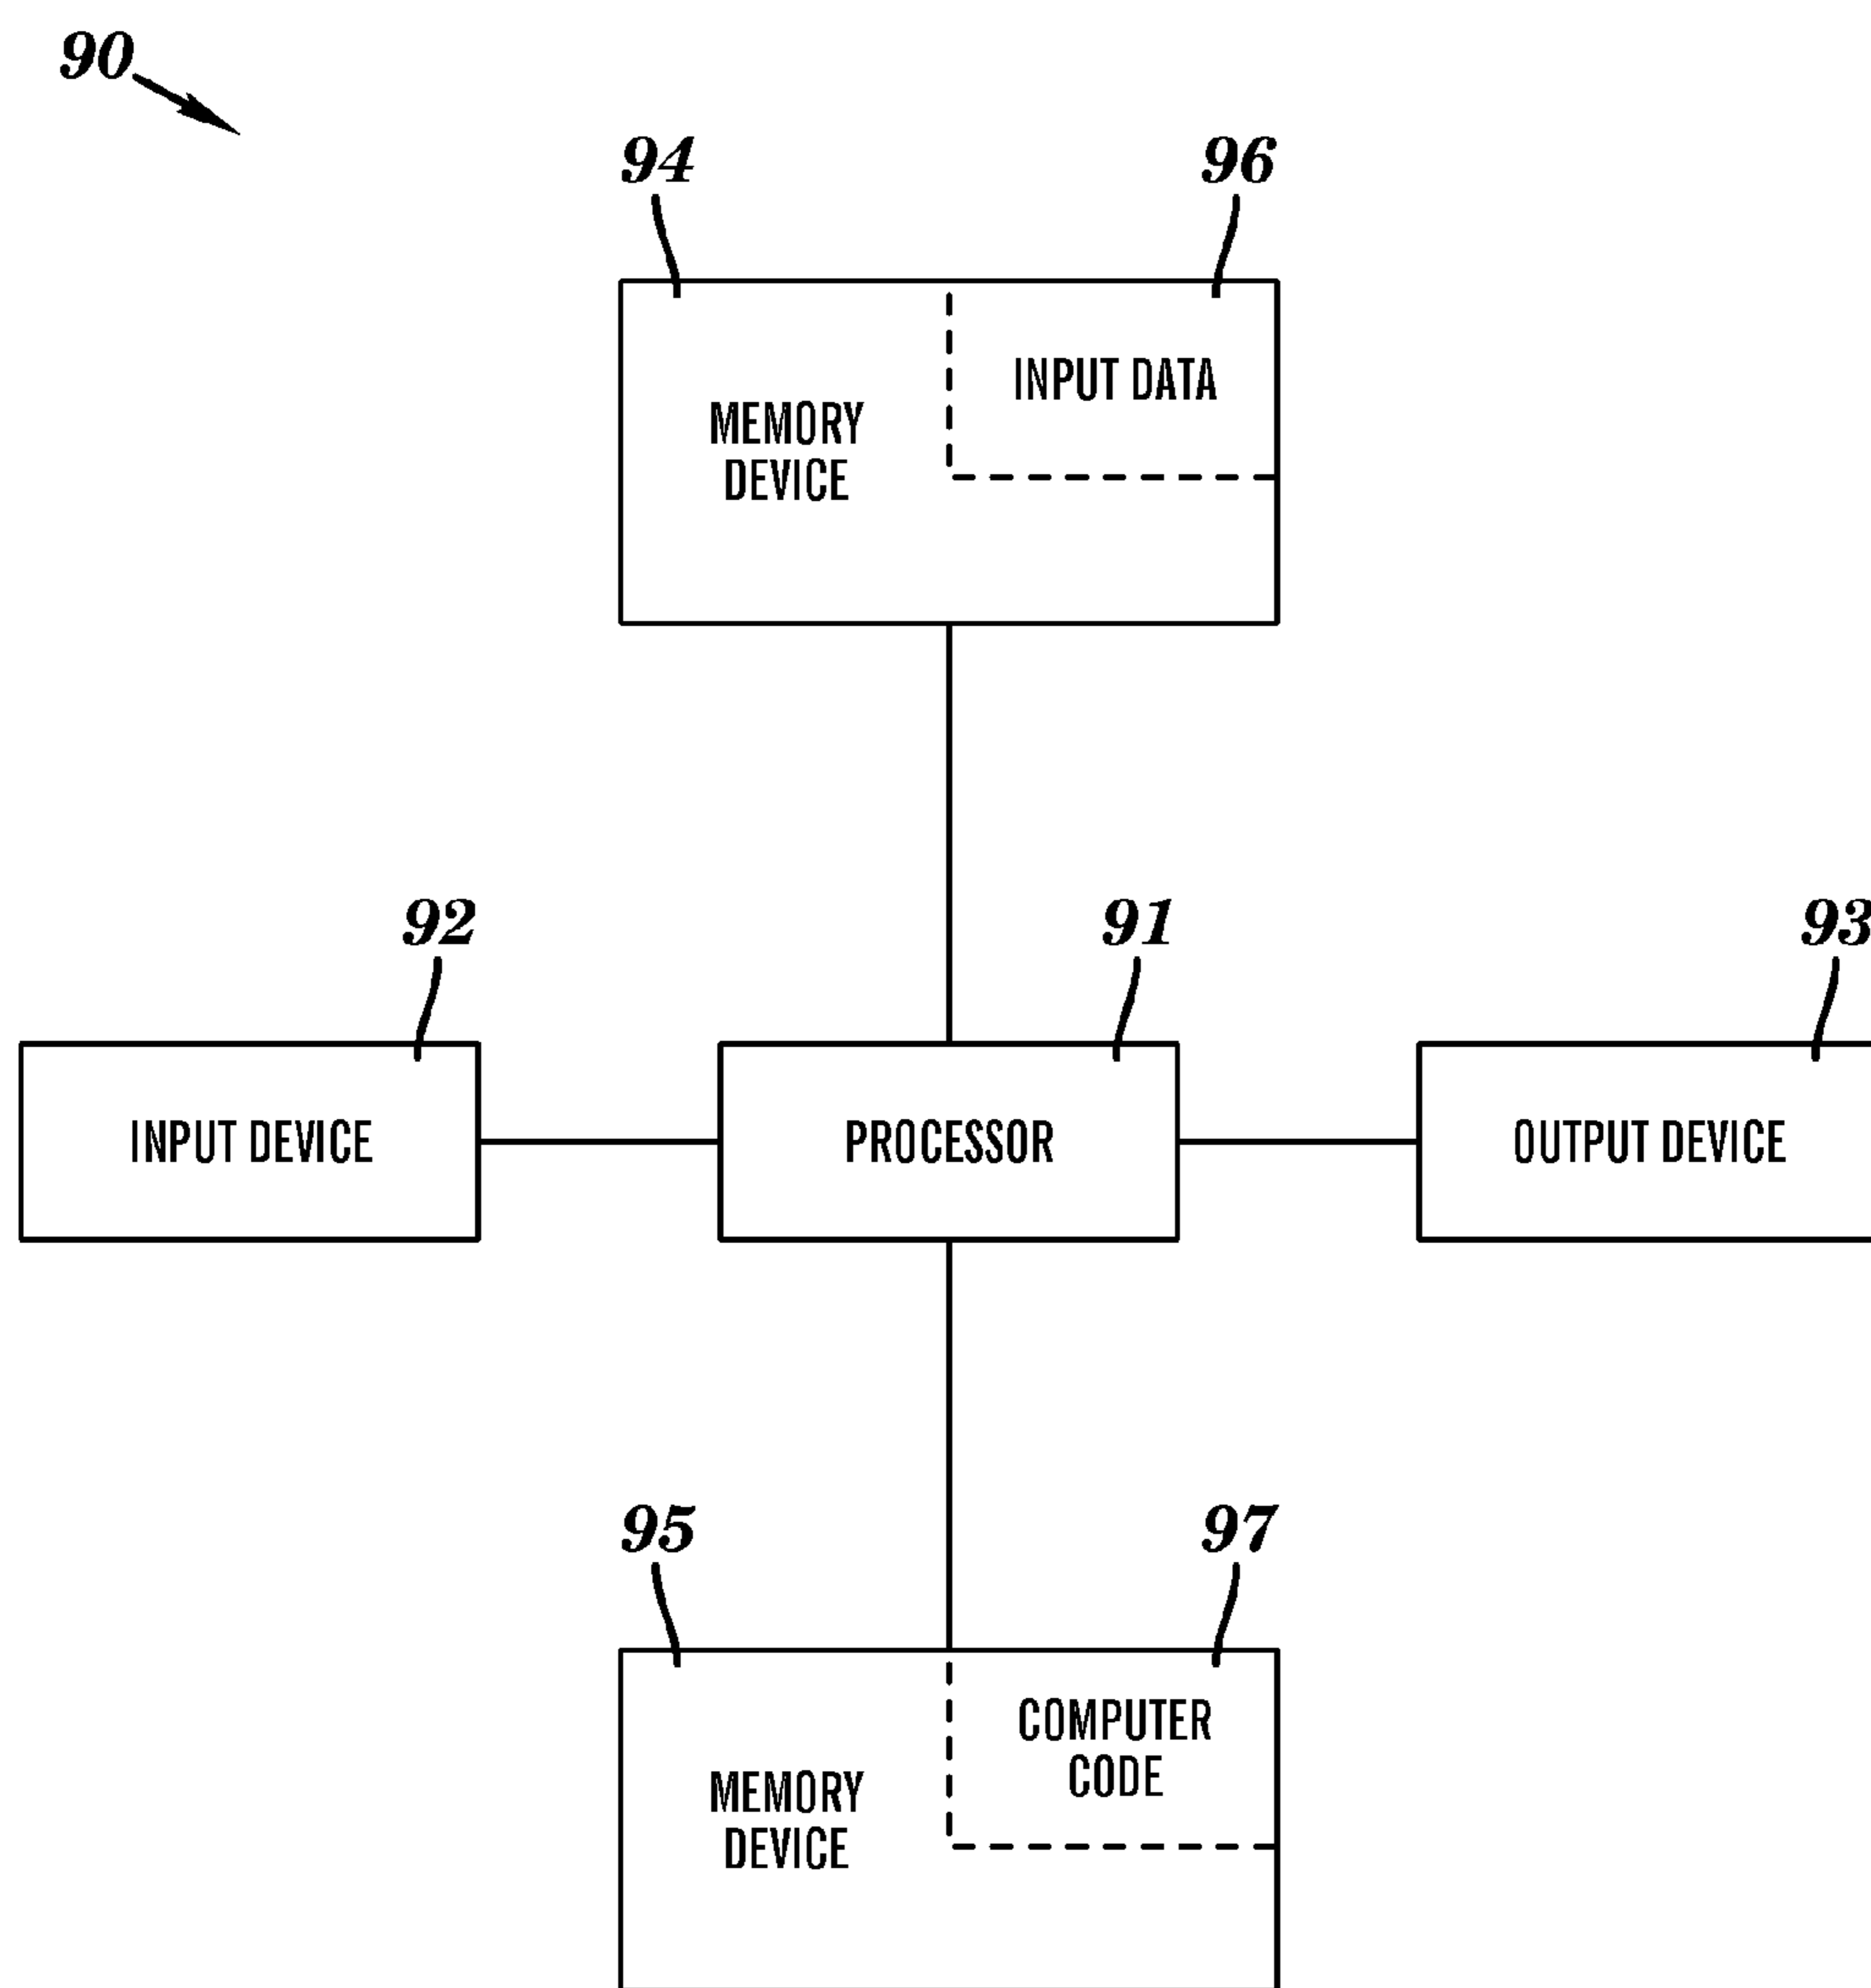 90
94
96
INPUT DATA
MEMORY
DEVICE
92
91
93
INPUT DEVICE
PROCESSOR
OUTPUT DEVICE
95
97
COMPUTER
CODE
MEMORY
DEVICE